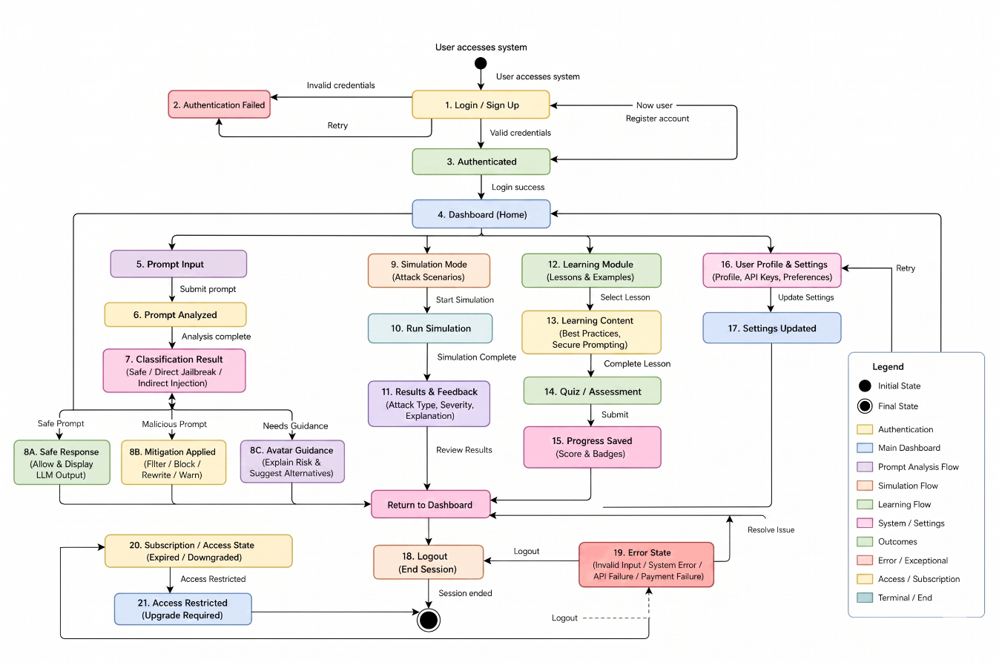 User accesses system
User accesses system
Invalid credentials
2. Authentication Failed
1. Login / Sign Up
Now user
Register account
Retry
Valid credentials
3. Authenticated
Login success
4. Dashboard (Home)
5. Prompt Input
Submit prompt
6. Prompt Analyzed
Analysis complete
7. Classification Result
(Safe / Direct Jailbreak /
Indirect Injection)
Safe Prompt
Malicious Prompt
Needs Guidance
8A. Safe Response
(Allow & Display
LLM Output)
8B. Mitigation Applied
(Filter / Block /
Rewrite / Warn)
8C. Avatar Guidance
(Explain Risk &
Suggest Alternatives)
9. Simulation Mode
(Attack Scenarios)
Start Simulation
10. Run Simulation
Simulation Complete
11. Results & Feedback
(Attack Type, Severity,
Explanation)
Review Results
12. Learning Module
(Lessons & Examples)
Select Lesson
13. Learning Content
(Best Practices,
Secure Prompting)
Complete Lesson
14. Quiz / Assessment
Submit
15. Progress Saved
(Score & Badges)
16. User Profile & Settings
(Profile, API Keys, Preferences)
Retry
Update Settings
17. Settings Updated
Return to Dashboard
Resolve Issue
18. Logout
(End Session)
Logout
19. Error State
(Invalid Input / System Error /
API Failure / Payment Failure)
Session ended
Logout
20. Subscription / Access State
(Expired / Downgraded)
Access Restricted
21. Access Restricted
(Upgrade Required)
Legend
Initial State
Final State
Authentication
Main Dashboard
Prompt Analysis Flow
Simulation Flow
Learning Flow
System / Settings
Outcomes
Error / Exceptional
Access / Subscription
Terminal / End